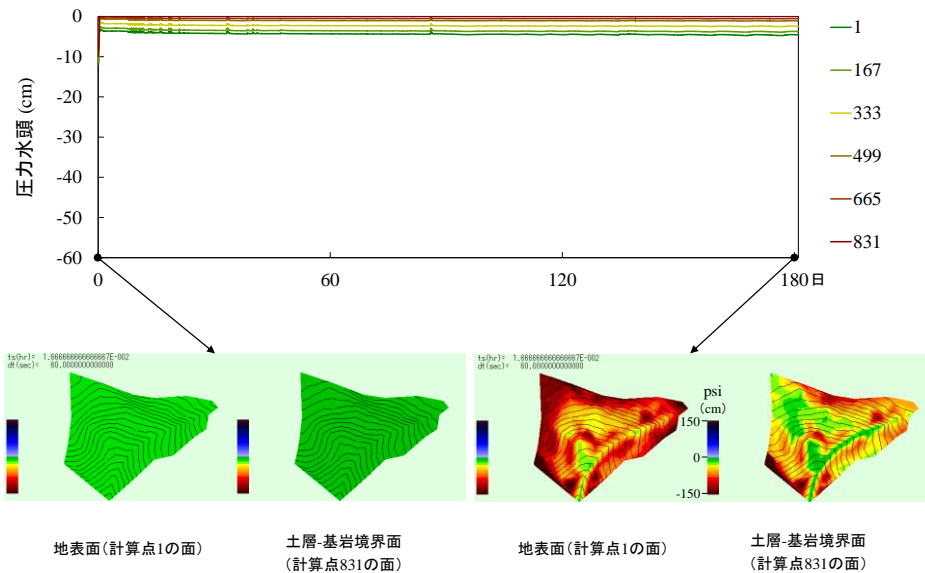 0
-10
-20
-30
-40
-50
-60
圧力水頭 (cm)
0
60
120
180日
1
167
333
499
665
831
ts(hr)= 1.666666666666667E-002
dt(sec)= 60.0000000000000
ts(hr)= 1.666666666666667E-002
dt(sec)= 60.0000000000000
psi
(cm)
150
0
-150
地表面(計算点1の面)
土層-基岩境界面
(計算点831の面)
地表面(計算点1の面)
土層-基岩境界面
(計算点831の面)